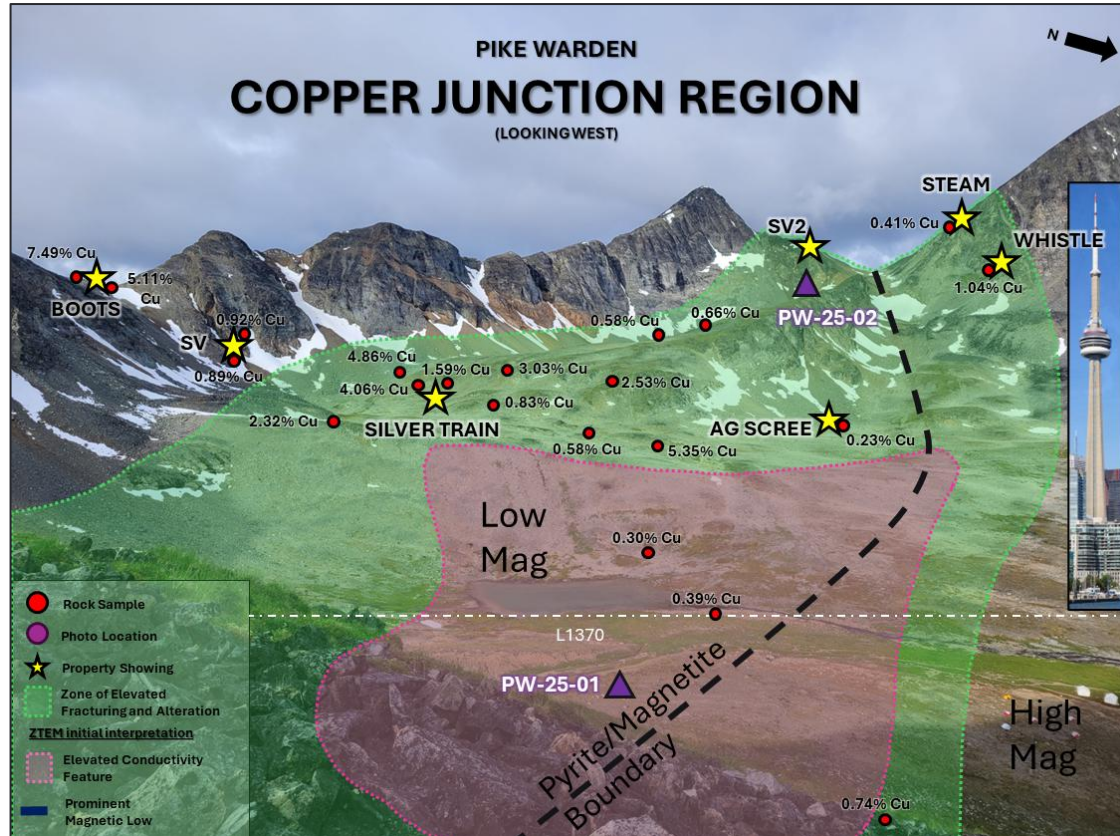 PIKE WARDEN
COPPER JUNCTION REGION
(LOOKING WEST)
N
STEAM
0.41% Cu
SV2
WHISTLE
1.04% Cu
7.49% Cu
5.11%
Cu
BOOTS
PW-25-02
0.92% Cu
SV
0.89% Cu
0.58% Cu
0.66% Cu
4.86% Cu
1.59% Cu
3.03% Cu
4.06% Cu
2.53% Cu
0.83% Cu
2.32% Cu
SILVER TRAIN
AG SCREE
0.23% Cu
0.58% Cu
5.35% Cu
Low
Mag
0.30% Cu
0.39% Cu
L1370
PW-25-01
Pyrite/Magnetite
Boundary
High
Mag
0.74% Cu
Rock Sample
Photo Location
Property Showing
Zone of Elevated
Fracturing and Alteration
ZTEM initial interpretation
Elevated Conductivity
Feature
Prominent
Magnetic Low